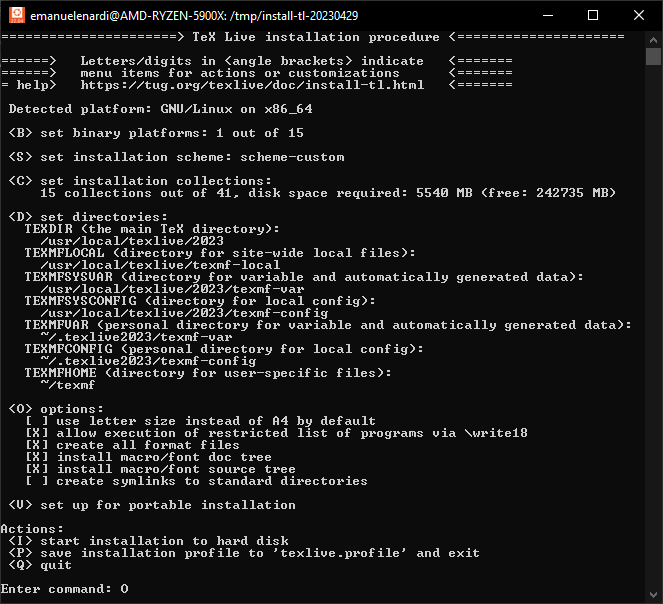 emanuelenardi@AMD-RYZEN-5900X: /tmp/install-tl-20230429
======================> TeX Live installation procedure <=====================
======>   Letters/digits in <angle brackets> indicate   <=======
======>   menu items for actions or customizations      <=======
= help>   https://tug.org/texlive/doc/install-tl.html   <=======
Detected platform: GNU/Linux on x86_64
<B> set binary platforms: 1 out of 15
<S> set installation scheme: scheme-custom
<C> set installation collections:
15 collections out of 41, disk space required: 5540 MB (free: 242735 MB)
<D> set directories:
TEXDIR (the main TeX directory):
/usr/local/texlive/2023
TEXMFLOCAL (directory for site-wide local files):
/usr/local/texlive/texmf-local
TEXMFSYSVAR (directory for variable and automatically generated data):
/usr/local/texlive/2023/texmf-var
TEXMFSYSCONFIG (directory for local config):
/usr/local/texlive/2023/texmf-config
TEXMFVAR (personal directory for variable and automatically generated data):
~/.texlive2023/texmf-var
TEXMFCONFIG (personal directory for local config):
~/.texlive2023/texmf-config
TEXMFHOME (directory for user-specific files):
~/texmf
<O> options:
[ ] use letter size instead of A4 by default
[X] allow execution of restricted list of programs via \write18
[X] create all format files
[X] install macro/font doc tree
[X] install macro/font source tree
[ ] create symlinks to standard directories
<V> set up for portable installation
Actions:
<I> start installation to hard disk
<P> save installation profile to 'texlive.profile' and exit
<Q> quit
Enter command: O